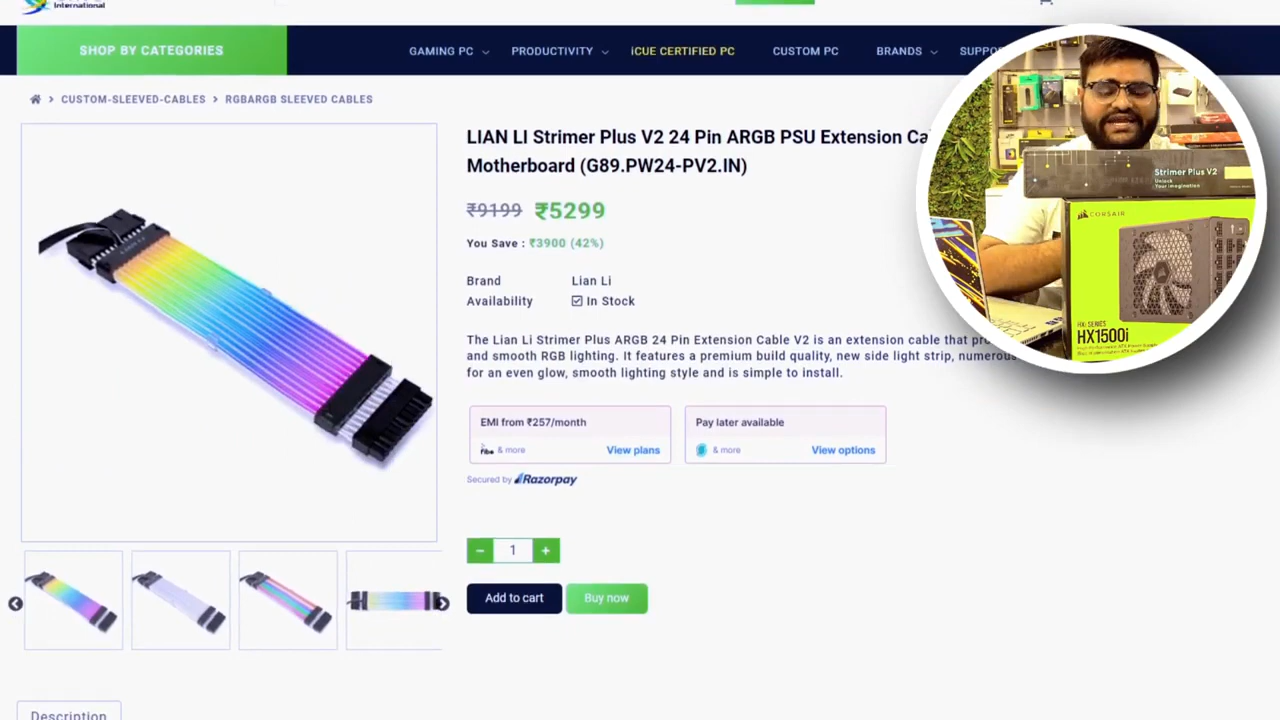 International
SHOP BY CATEGORIES
GAMING PC
PRODUCTIVITY
iCUE CERTIFIED PC
CUSTOM PC
BRANDS
SUPPO
CUSTOM-SLEEVED-CABLES
RGBARGB SLEEVED CABLES
LIAN LI Strimer Plus V2 24 Pin ARGB PSU Extension Ca
Motherboard (G89.PW24-PV2.IN)
₹9199 ₹5299
You Save : ₹3900 (42%)
Brand Lian Li
Availability In Stock
The Lian Li Strimer Plus ARGB 24 Pin Extension Cable V2 is an extension cable that pro
and smooth RGB lighting. It features a premium build quality, new side light strip, numerous
for an even glow, smooth lighting style and is simple to install.
EMI from ₹257/month
& more
View plans
Pay later available
& more
View options
Secured by Razorpay
- 1 +
Add to cart
Buy now
Description
Strimer Plus V2
Unlock
Your imagination
CORSAIR
HXi SERIES
HX1500i